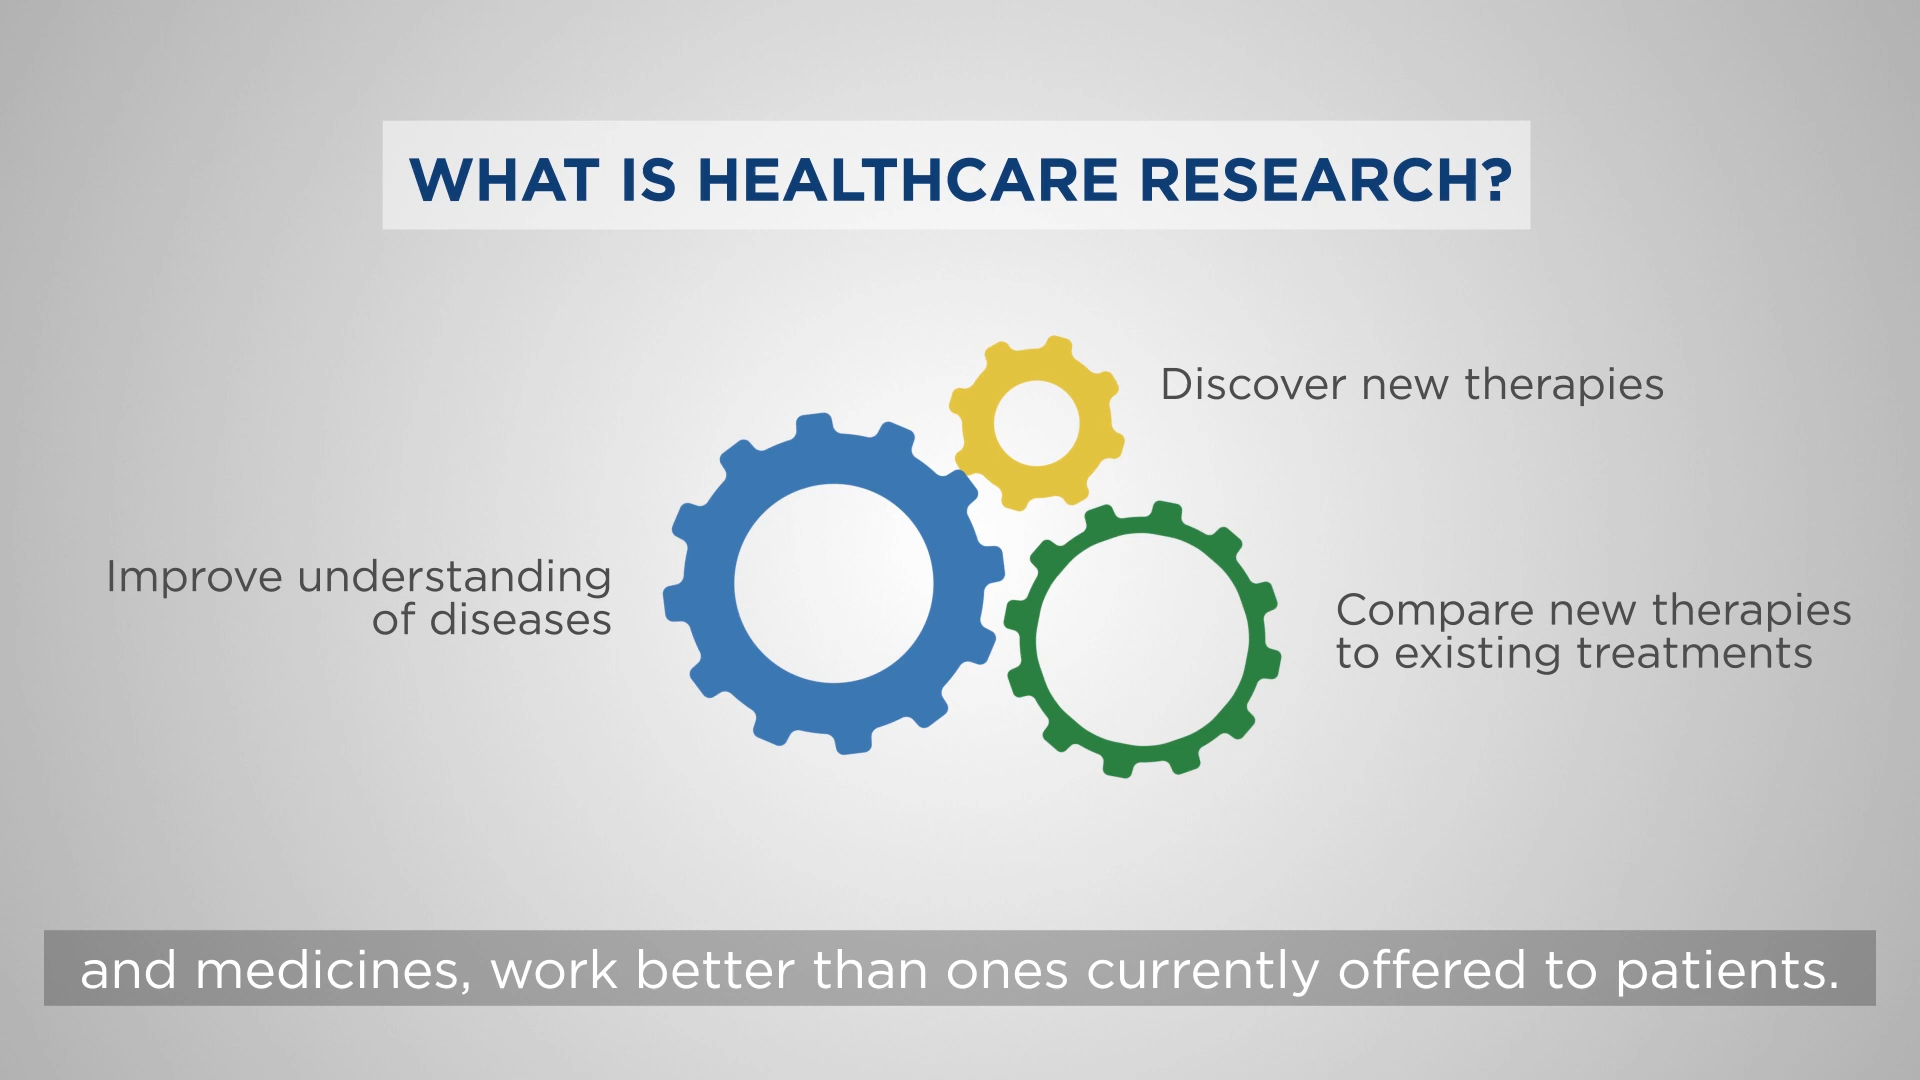 WHAT IS HEALTHCARE RESEARCH?
Discover new therapies
Improve understanding
of diseases
Compare new therapies
to existing treatments
and medicines, work better than ones currently offered to patients.